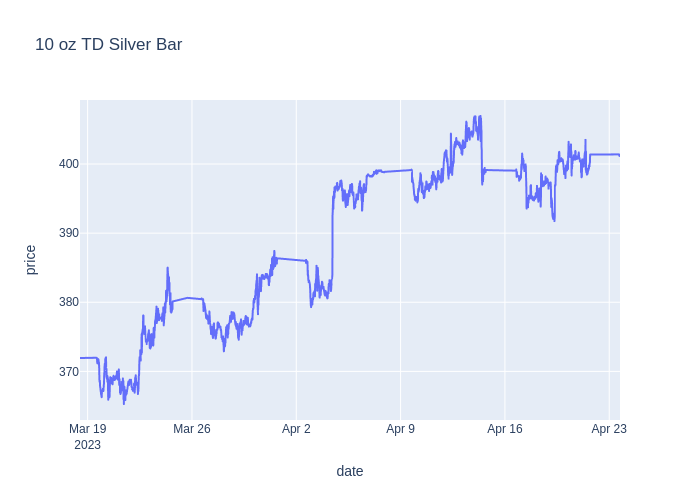 10 oz TD Silver Bar
400
390
380
370
price
Mar 19
2023
Mar 26
Apr 2
Apr 9
Apr 16
Apr 23
date